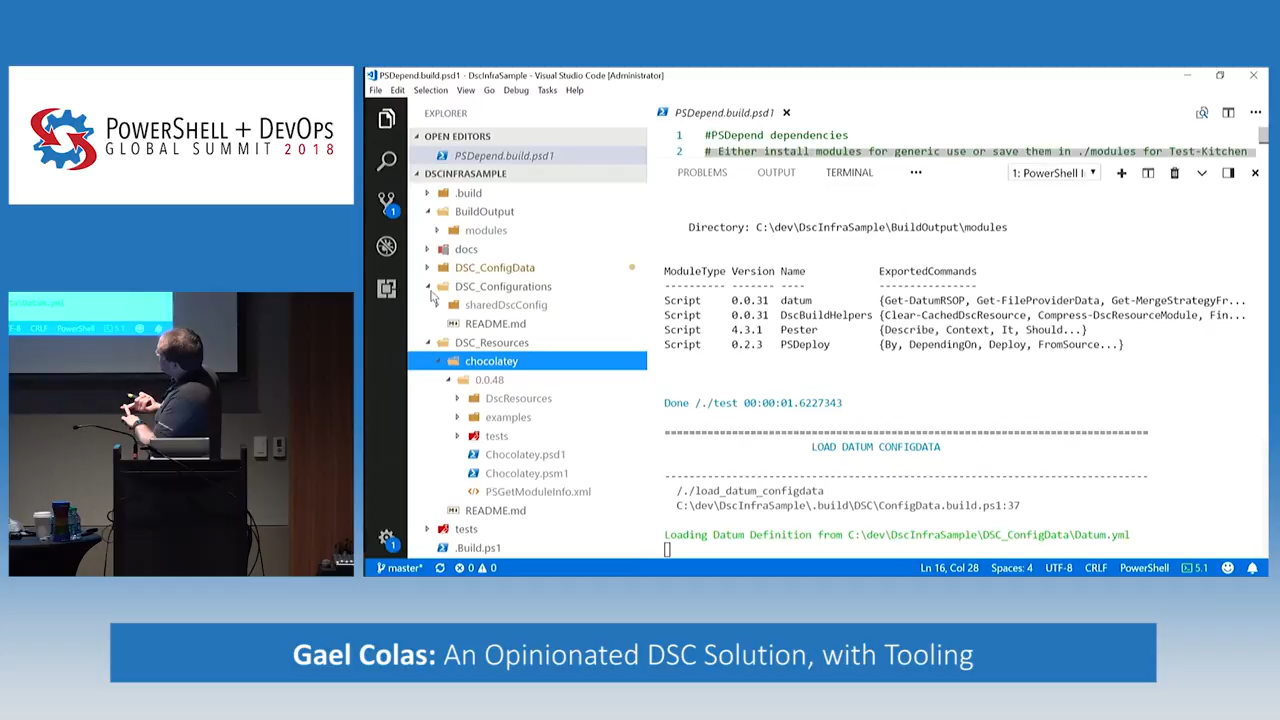 POWERSHELL + DEVOPS
GLOBAL SUMMIT 2018
PSDepend.build.psd1 - DscInfraSample - Visual Studio Code [Administrator]
File Edit Selection View Go Debug Tasks Help
EXPLORER
OPEN EDITORS
PSDepend.build.psd1
DSCINFRASAMPLE
.build
BuildOutput
modules
docs
DSC_ConfigData
DSC_Configurations
sharedDscConfig
README.md
DSC_Resources
chocolatey
0.0.48
DscResources
examples
tests
Chocolatey.psd1
Chocolatey.psm1
PSGetModuleInfo.xml
README.md
tests
.Build.ps1
PSDepend.build.psd1
1 #PSDepend dependencies
2 # Either install modules for generic use or save them in ./modules for Test-Kitchen
PROBLEMS OUTPUT TERMINAL ••• 1: PowerShell I
Directory: C:\dev\DscInfraSample\BuildOutput\modules
ModuleType Version Name ExportedCommands
---------- ------- ---- ----------------
Script 0.0.31 datum {Get-DatumRSOP, Get-FileProviderData, Get-MergeStrategyFr...
Script 0.0.31 DscBuildHelpers {Clear-CachedDscResource, Compress-DscResourceModule, Fin...
Script 4.3.1 Pester {Describe, Context, It, Should...}
Script 0.2.3 PSDeploy {By, DependingOn, Deploy, FromSource...}
Done /./test 00:00:01.6227343
LOAD DATUM CONFIGDATA
/./load_datum_configdata
C:\dev\DscInfraSample\.build\DSC\ConfigData.build.ps1:37
Loading Datum Definition from C:\dev\DscInfraSample\DSC_ConfigData\Datum.yml
master* 0 0 Ln 16, Col 28 Spaces: 4 UTF-8 CRLF PowerShell 5.1
Gael Colas: An Opinionated DSC Solution, with Tooling